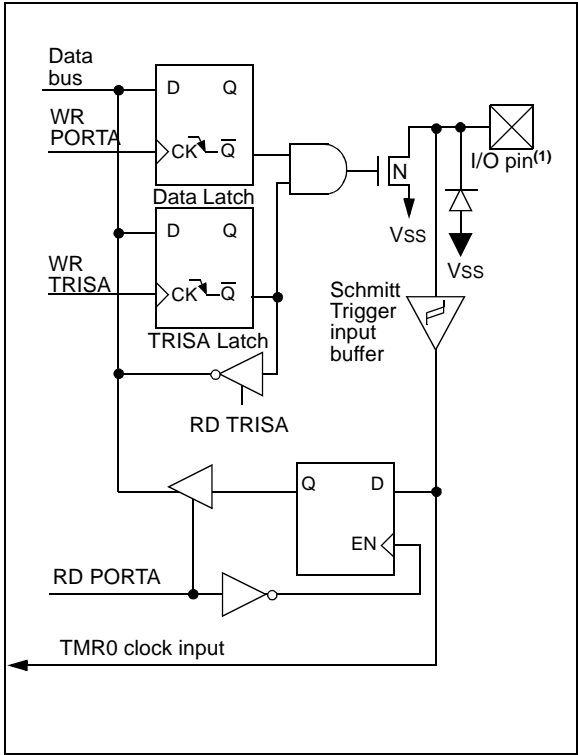 Data
bus
D Q
WR
PORTA
CK Q
N
I/O pin(1)
Data Latch
VSS
D Q
VSS
WR
TRISA
CK Q
Schmitt
Trigger
input
buffer
TRISA Latch
RD TRISA
Q D
EN
RD PORTA
TMR0 clock input